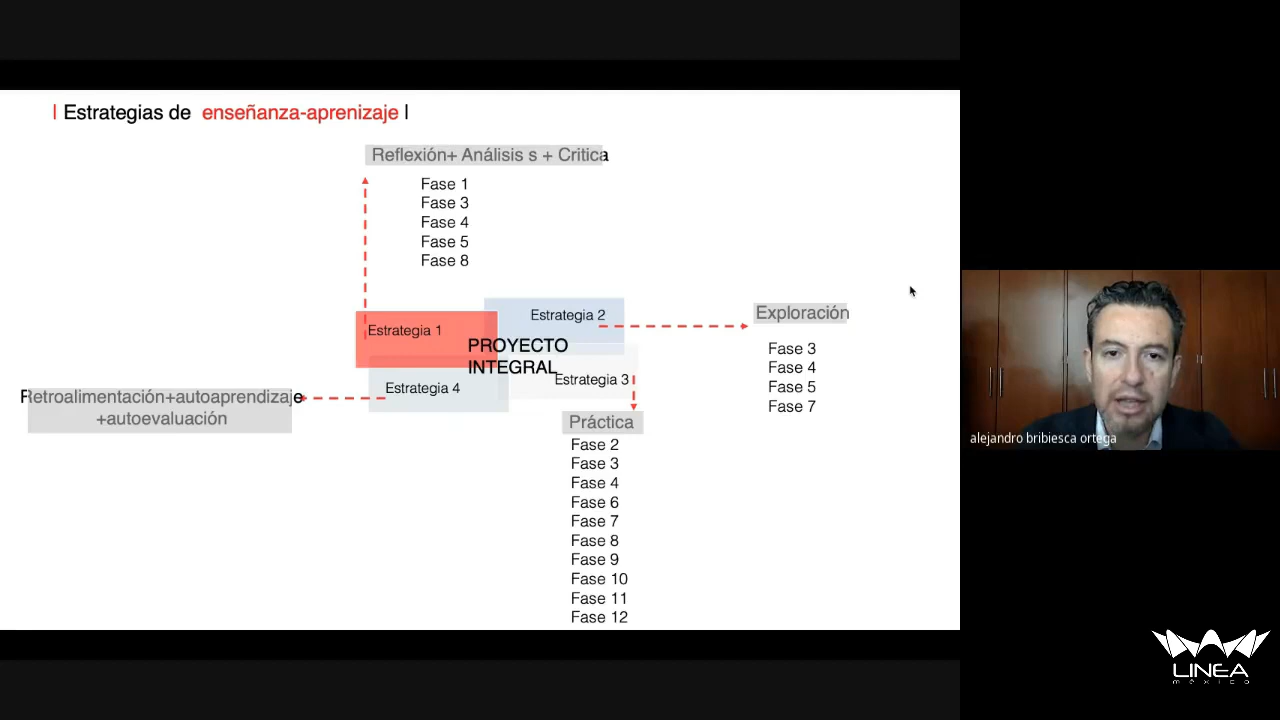 | Estrategias de enseñanza-aprenizaje |
Reflexión+ Análisis s + Critica
Fase 1
Fase 3
Fase 4
Fase 5
Fase 8
Estrategia 1
Estrategia 2
PROYECTO
INTEGRAL
Estrategia 3
Estrategia 4
Exploración
Fase 3
Fase 4
Fase 5
Fase 7
Retroalimentación+autoaprendizaje
+autoevaluación
Práctica
Fase 2
Fase 3
Fase 4
Fase 6
Fase 7
Fase 8
Fase 9
Fase 10
Fase 11
Fase 12
alejandro bribiesca ortega
LINEA
méxico